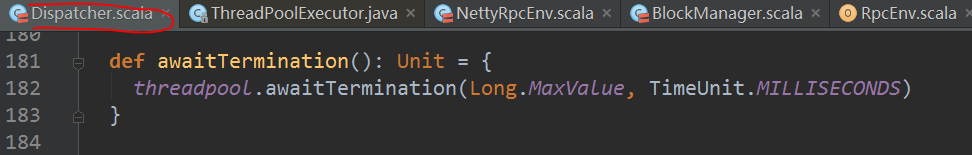 Dispatcher.scala × ThreadPoolExecutor.java × NettyRpcEnv.scala × BlockManager.scala × RpcEnv.scala ×
180
181 def awaitTermination(): Unit = {
182 threadpool.awaitTermination(Long.MaxValue, TimeUnit.MILLISECONDS)
183 }
184